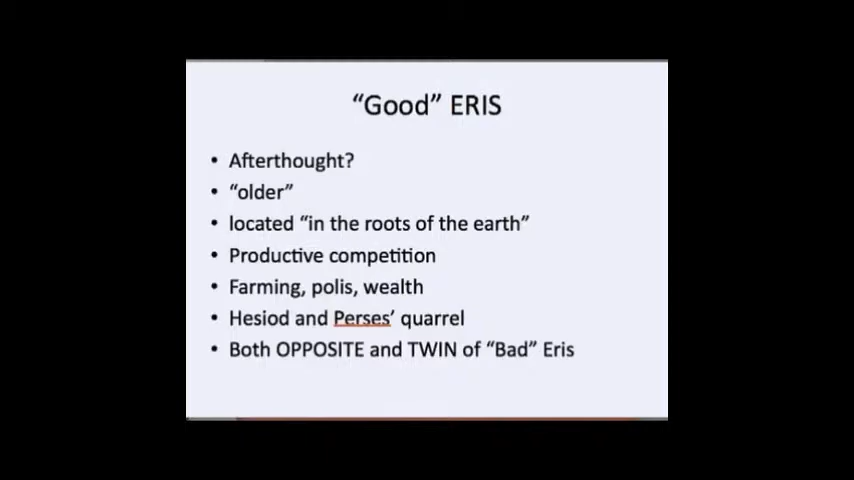 “Good” ERIS
• Afterthought?
• “older”
• located “in the roots of the earth”
• Productive competition
• Farming, polis, wealth
• Hesiod and Perses’ quarrel
• Both OPPOSITE and TWIN of “Bad” Eris